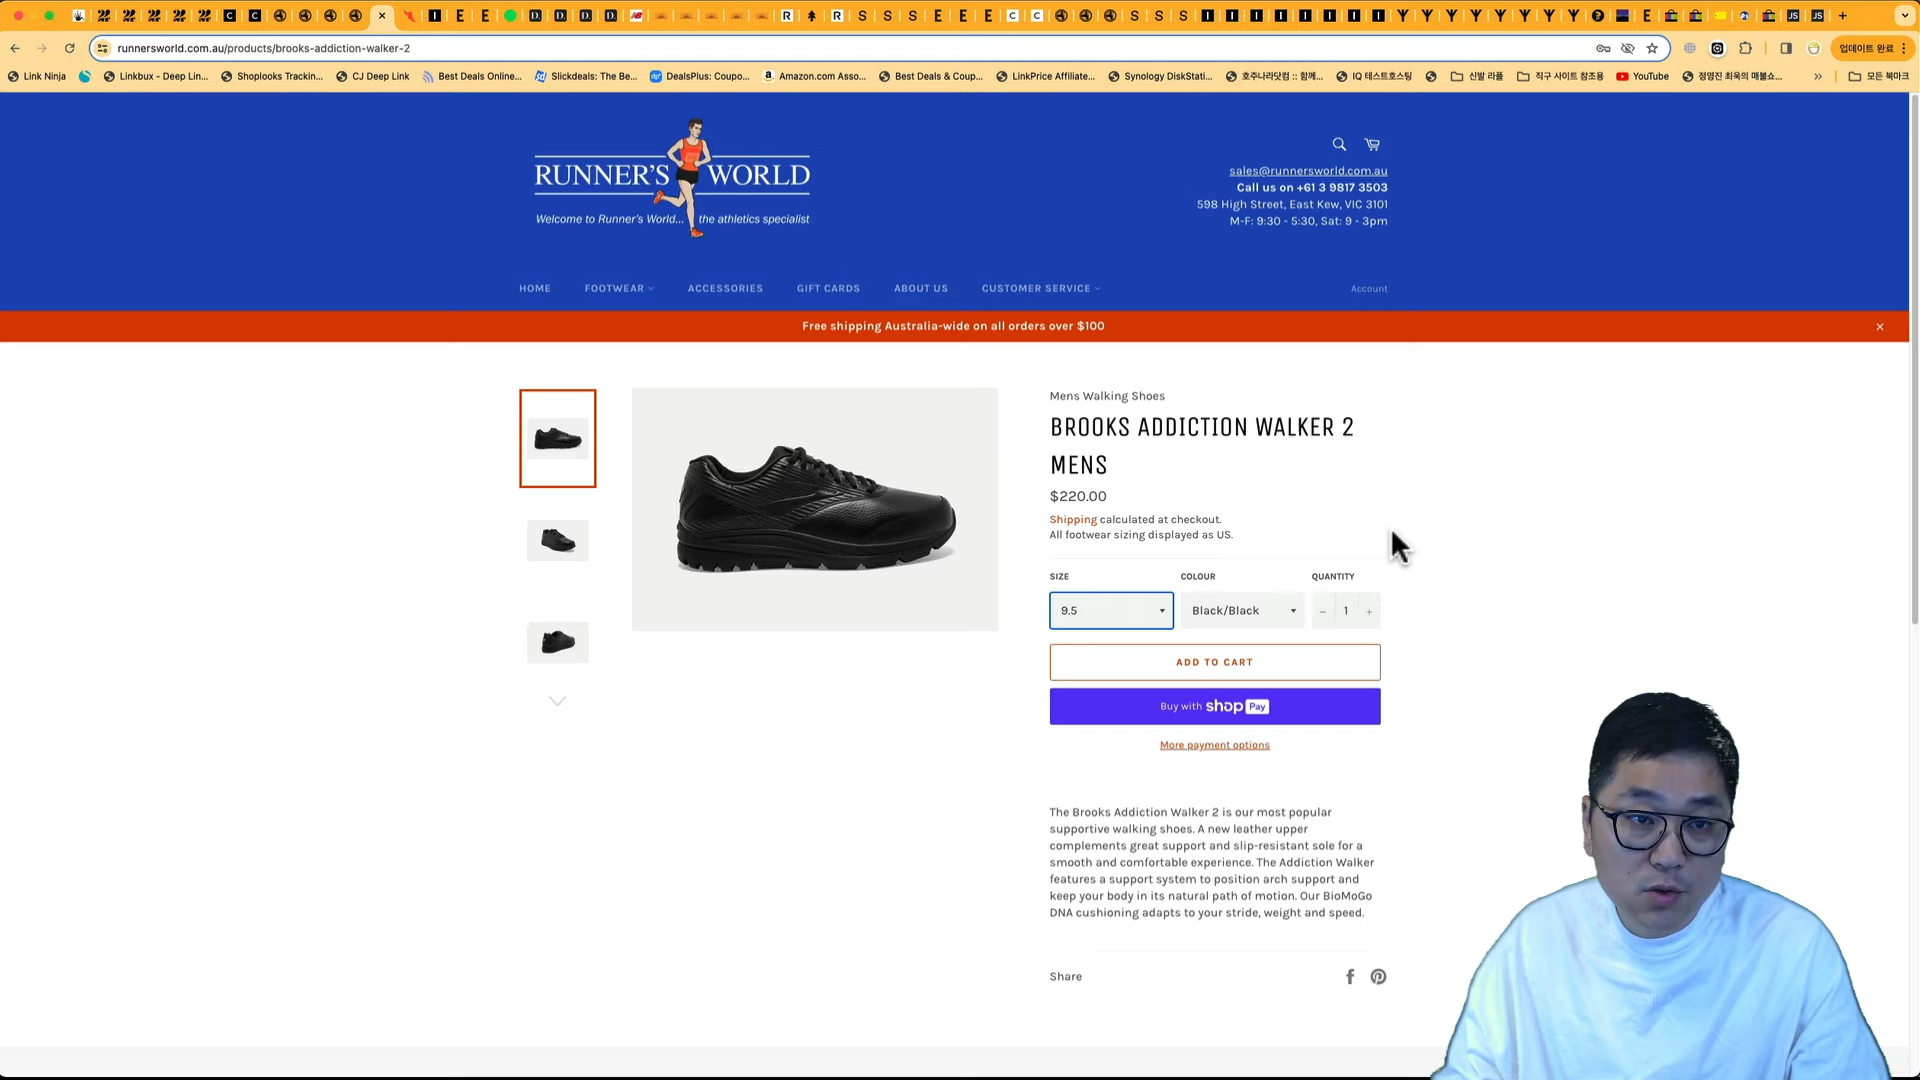 runnersworld.com.au/products/brooks-addiction-walker-2
업데이트 완료
Link Ninja
Linkbux - Deep Lin...
Shoplooks Trackin...
CJ Deep Link
Best Deals Online...
Slickdeals: The Be...
DealsPlus: Coupo...
Amazon.com Asso...
Best Deals & Coup...
LinkPrice Affiliate...
Synology DiskStati...
호주나라닷컴 :: 함께...
IQ 테스트호스팅
신발 라플
직구 사이트 참조용
YouTube
정영진 최욱의 매불쇼...
모든 북마크
RUNNER'S WORLD
Welcome to Runner's World... the athletics specialist
sales@runnersworld.com.au
Call us on +61 3 9817 3503
598 High Street, East Kew, VIC 3101
M-F: 9:30 - 5:30, Sat: 9 - 3pm
HOME
FOOTWEAR
ACCESSORIES
GIFT CARDS
ABOUT US
CUSTOMER SERVICE
Account
Free shipping Australia-wide on all orders over $100
Mens Walking Shoes
BROOKS ADDICTION WALKER 2
MENS
$220.00
Shipping calculated at checkout.
All footwear sizing displayed as US.
SIZE COLOUR QUANTITY
9.5 Black/Black − 1 +
ADD TO CART
Buy with shop Pay
More payment options
The Brooks Addiction Walker 2 is our most popular
supportive walking shoes. A new leather upper
complements great support and slip-resistant sole for a
smooth and comfortable experience. The Addiction Walker
features a support system to position arch support and
keep your body in its natural path of motion. Our BioMoGo
DNA cushioning adapts to your stride, weight and speed.
Share